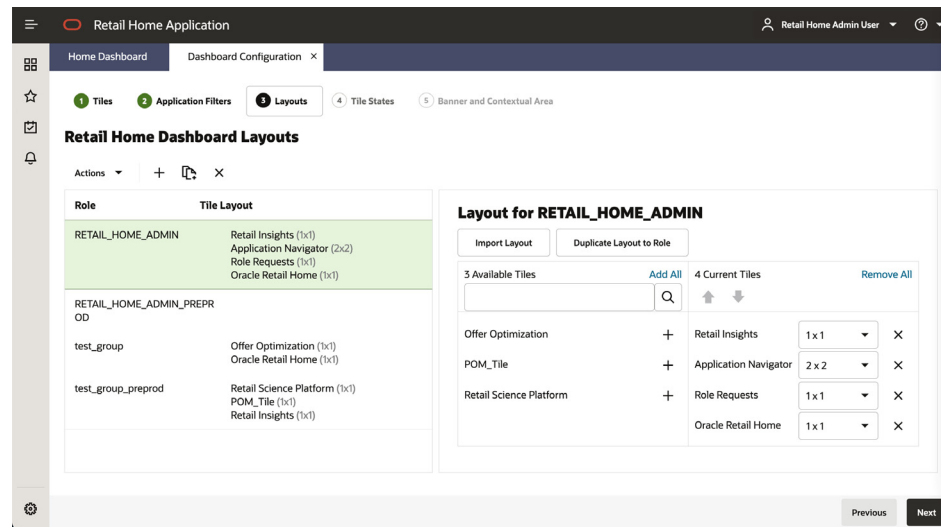 Retail Home Application
Retail Home Admin User
Home Dashboard
Dashboard Configuration ×
1 Tiles
2 Application Filters
3 Layouts
4 Tile States
5 Banner and Contextual Area
Retail Home Dashboard Layouts
Actions
Role Tile Layout
RETAIL_HOME_ADMIN
Retail Insights (1x1)
Application Navigator (2x2)
Role Requests (1x1)
Oracle Retail Home (1x1)
RETAIL_HOME_ADMIN_PREPR
OD
test_group
Offer Optimization (1x1)
Oracle Retail Home (1x1)
test_group_preprod
Retail Science Platform (1x1)
POM_Tile (1x1)
Retail Insights (1x1)
Layout for RETAIL_HOME_ADMIN
Import Layout
Duplicate Layout to Role
3 Available Tiles Add All
Offer Optimization
POM_Tile
Retail Science Platform
4 Current Tiles Remove All
Retail Insights 1 x 1
Application Navigator 2 x 2
Role Requests 1 x 1
Oracle Retail Home 1 x 1
Previous
Next